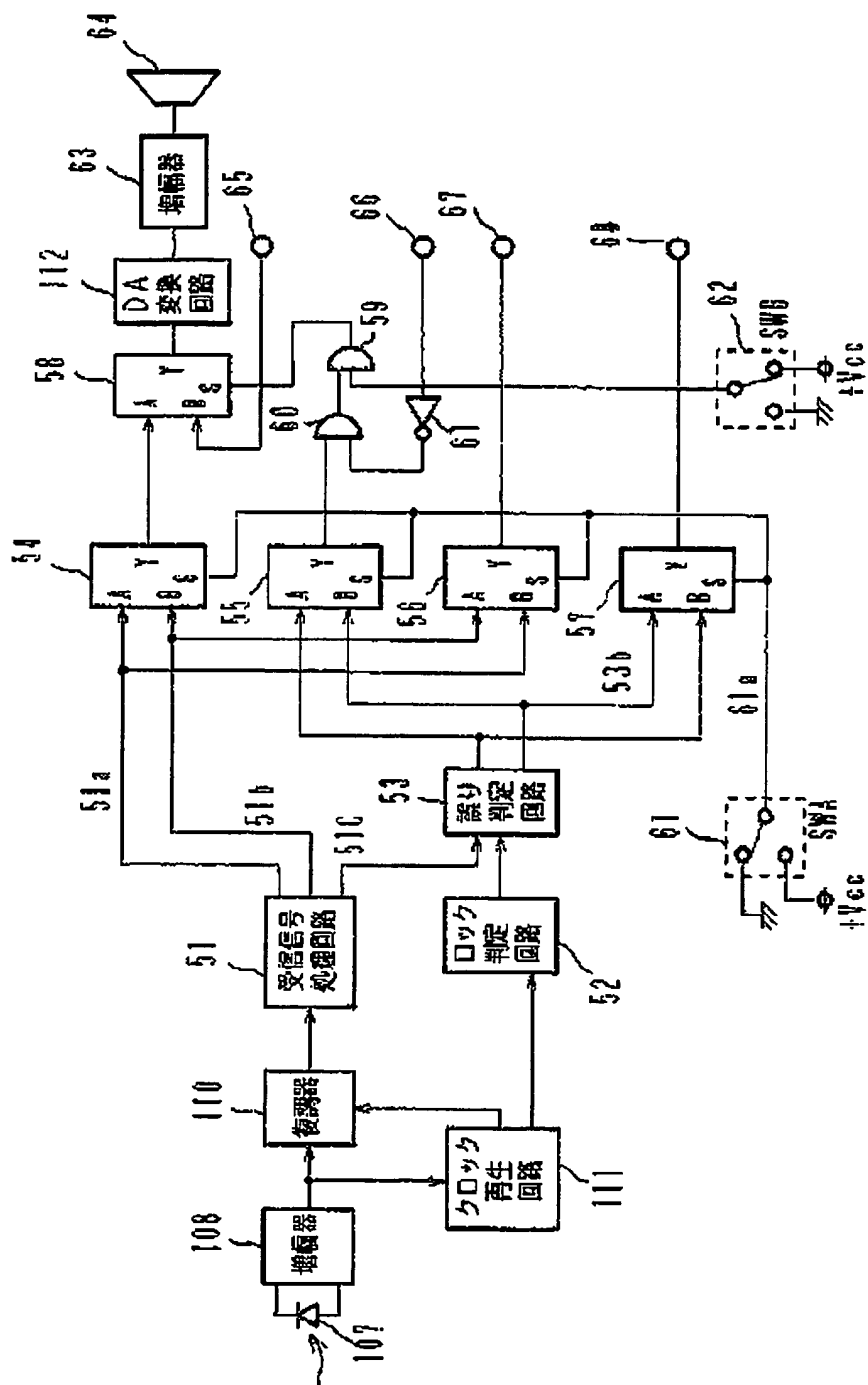 107
108
増幅器
110
復調器
クロック
再生
回路
111
51
受信信号
処理回路
51a
51b
51C
ロック
判定
回路
52
53
誤り
判定
回路
53b
54
A
B
Y
S
55
A
B
Y
S
56
A
B
Y
S
57
A
B
Y
S
58
A
B
Y
S
59
60
61
112
DA
変換
回路
63
増幅器
64
65
66
67
68
62
SWB
+Vcc
61
SWA
+Vcc
61a